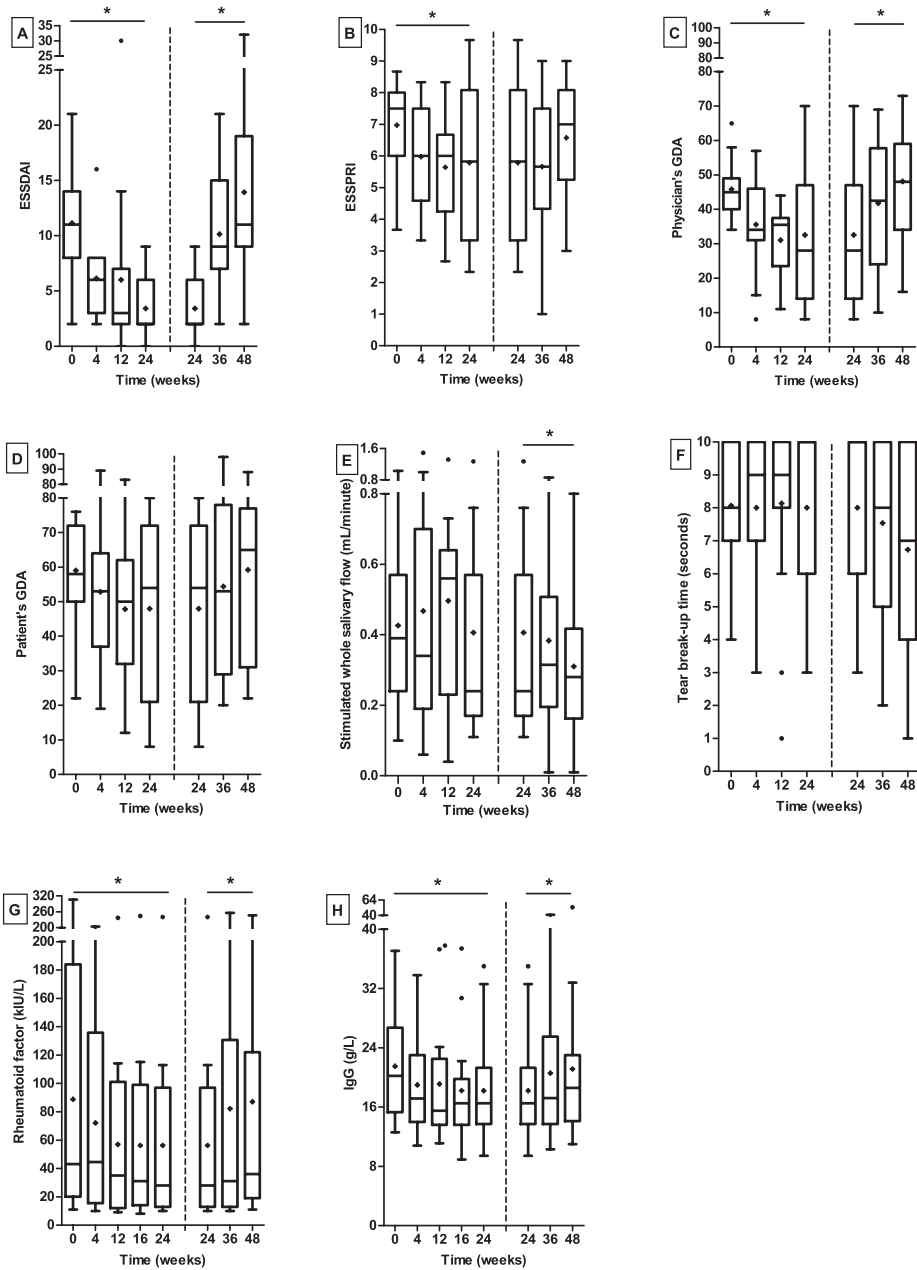 A
ESSDAI
* *
35
30
25
25
20
15
10
5
0
0 4 12 24 24 36 48
Time (weeks)
B
ESSPRI
*
10
9
8
7
6
5
4
3
2
1
0
0 4 12 24 24 36 48
Time (weeks)
C
Physician's GDA
* *
100
90
80
80
70
60
50
40
30
20
10
0
0 4 12 24 24 36 48
Time (weeks)
D
Patient's GDA
100
90
80
80
70
60
50
40
30
20
10
0
0 4 12 24 24 36 48
Time (weeks)
E
Stimulated whole salivary flow (mL/minute)
*
1.6
0.8
0.8
0.6
0.4
0.2
0.0
0 4 12 24 24 36 48
Time (weeks)
F
Tear break-up time (seconds)
10
9
8
7
6
5
4
3
2
1
0
0 4 12 24 24 36 48
Time (weeks)
G
Rheumatoid factor (kIU/L)
* *
320
260
200
200
180
160
140
120
100
80
60
40
20
0
0 4 12 16 24 24 36 48
Time (weeks)
H
IgG (g/L)
* *
64
40
40
32
24
16
8
0
0 4 12 16 24 24 36 48
Time (weeks)